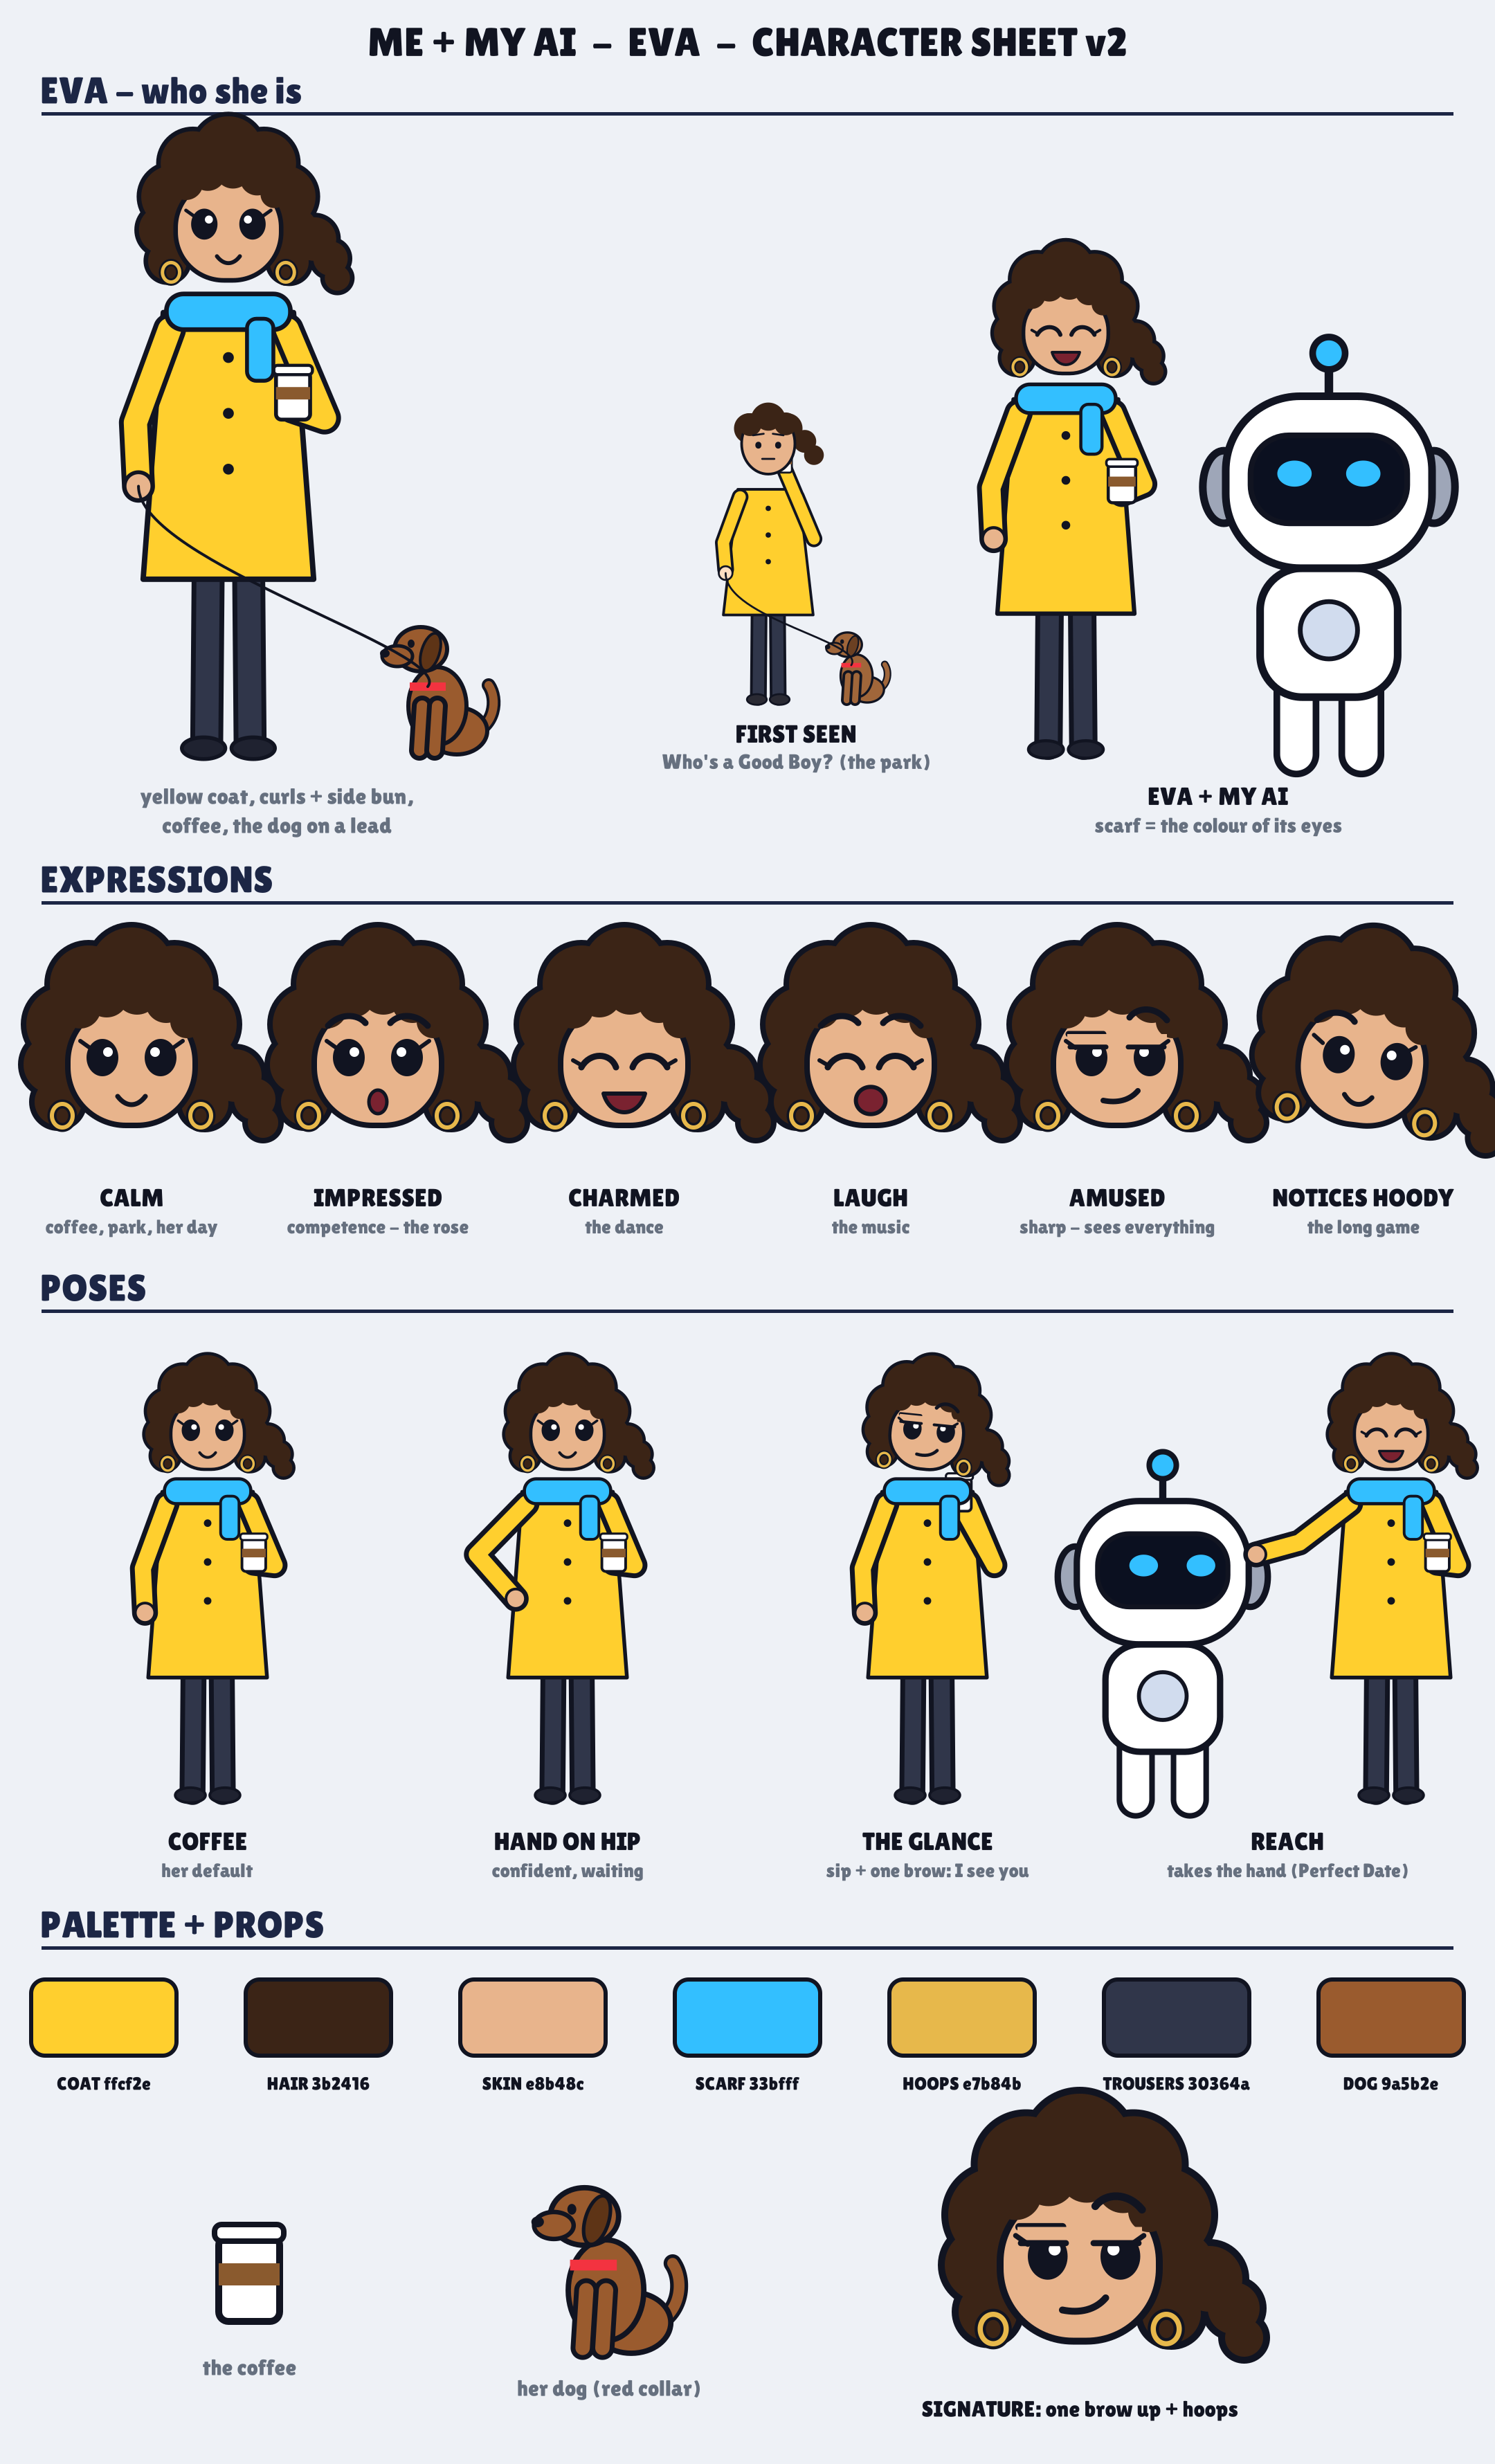 ME + MY AI – EVA – CHARACTER SHEET v2
EVA – who she is
yellow coat, curls + side bun,
coffee, the dog on a lead
FIRST SEEN
Who's a Good Boy? (the park)
EVA + MY AI
scarf = the colour of its eyes
EXPRESSIONS
CALM
coffee, park, her day
IMPRESSED
competence – the rose
CHARMED
the dance
LAUGH
the music
AMUSED
sharp – sees everything
NOTICES HOODY
the long game
POSES
COFFEE
her default
HAND ON HIP
confident, waiting
THE GLANCE
sip + one brow: I see you
REACH
takes the hand (Perfect Date)
PALETTE + PROPS
COAT ffcf2e
HAIR 3b2416
SKIN e8b48c
SCARF 33bfff
HOOPS e7b84b
TROUSERS 30364a
DOG 9a5b2e
the coffee
her dog (red collar)
SIGNATURE: one brow up + hoops